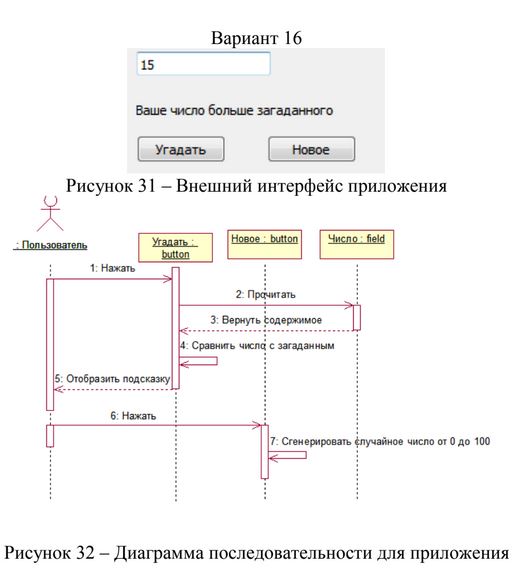 Вариант 16
15
Ваше число больше загаданного
Угадать
Новое
Рисунок 31 – Внешний интерфейс приложения
: Пользователь
Угадать :
button
Новое : button
Число : field
1: Нажать
2: Прочитать
3: Вернуть содержимое
4: Сравнить число с загаданным
5: Отобразить подсказку
6: Нажать
7: Сгенерировать случайное число от 0 до 100
Рисунок 32 – Диаграмма последовательности для приложения